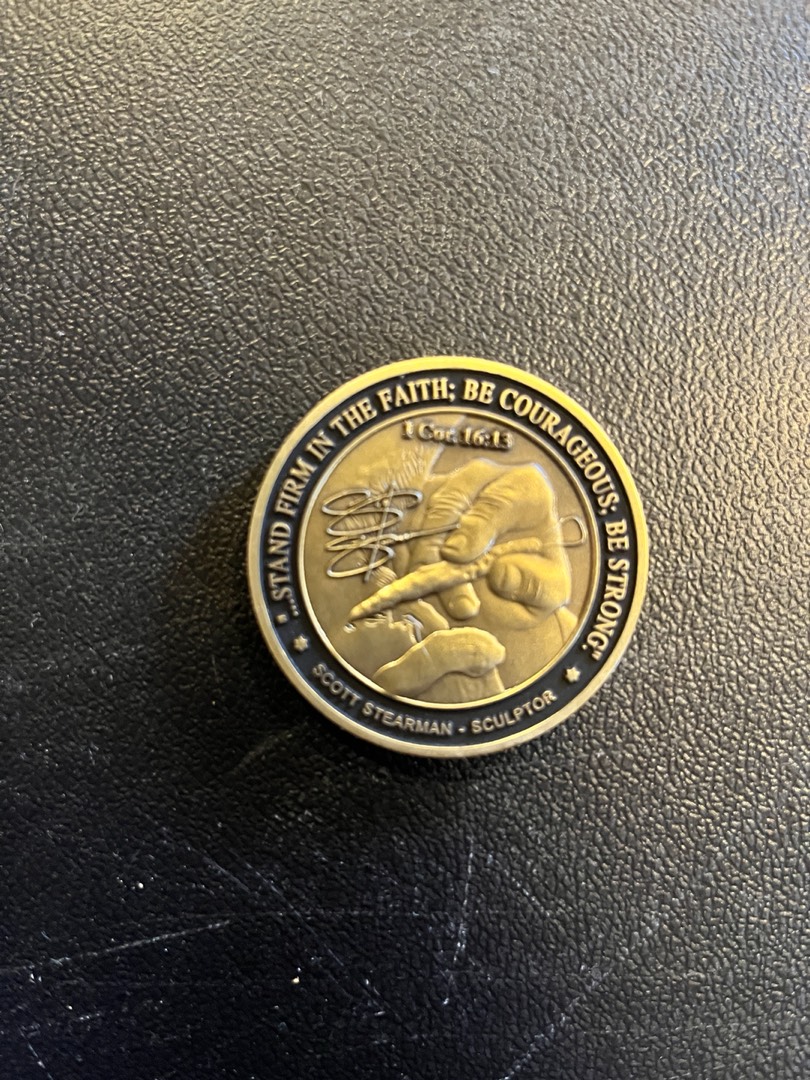 "...STAND FIRM IN THE FAITH; BE COURAGEOUS; BE STRONG."
1 Cor. 16:13
SCOTT STEARMAN - SCULPTOR